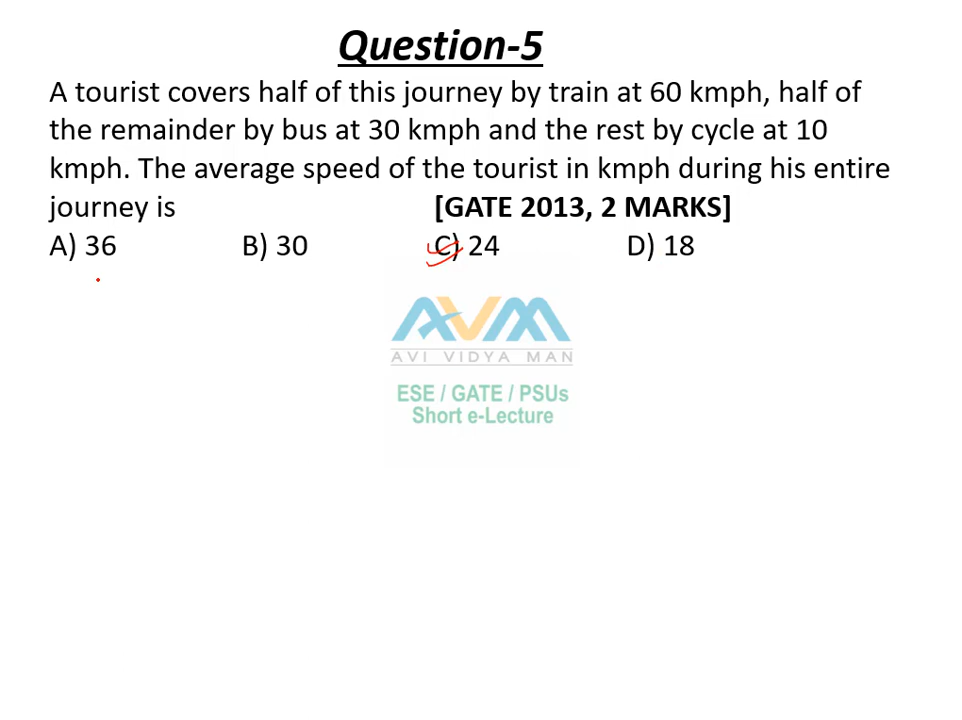 Question-5
A tourist covers half of this journey by train at 60 kmph, half of
the remainder by bus at 30 kmph and the rest by cycle at 10
kmph. The average speed of the tourist in kmph during his entire
journey is [GATE 2013, 2 MARKS]
A) 36 B) 30 C) 24 D) 18
AVM
AVI VIDYA MAN
ESE / GATE / PSUs
Short e-Lecture